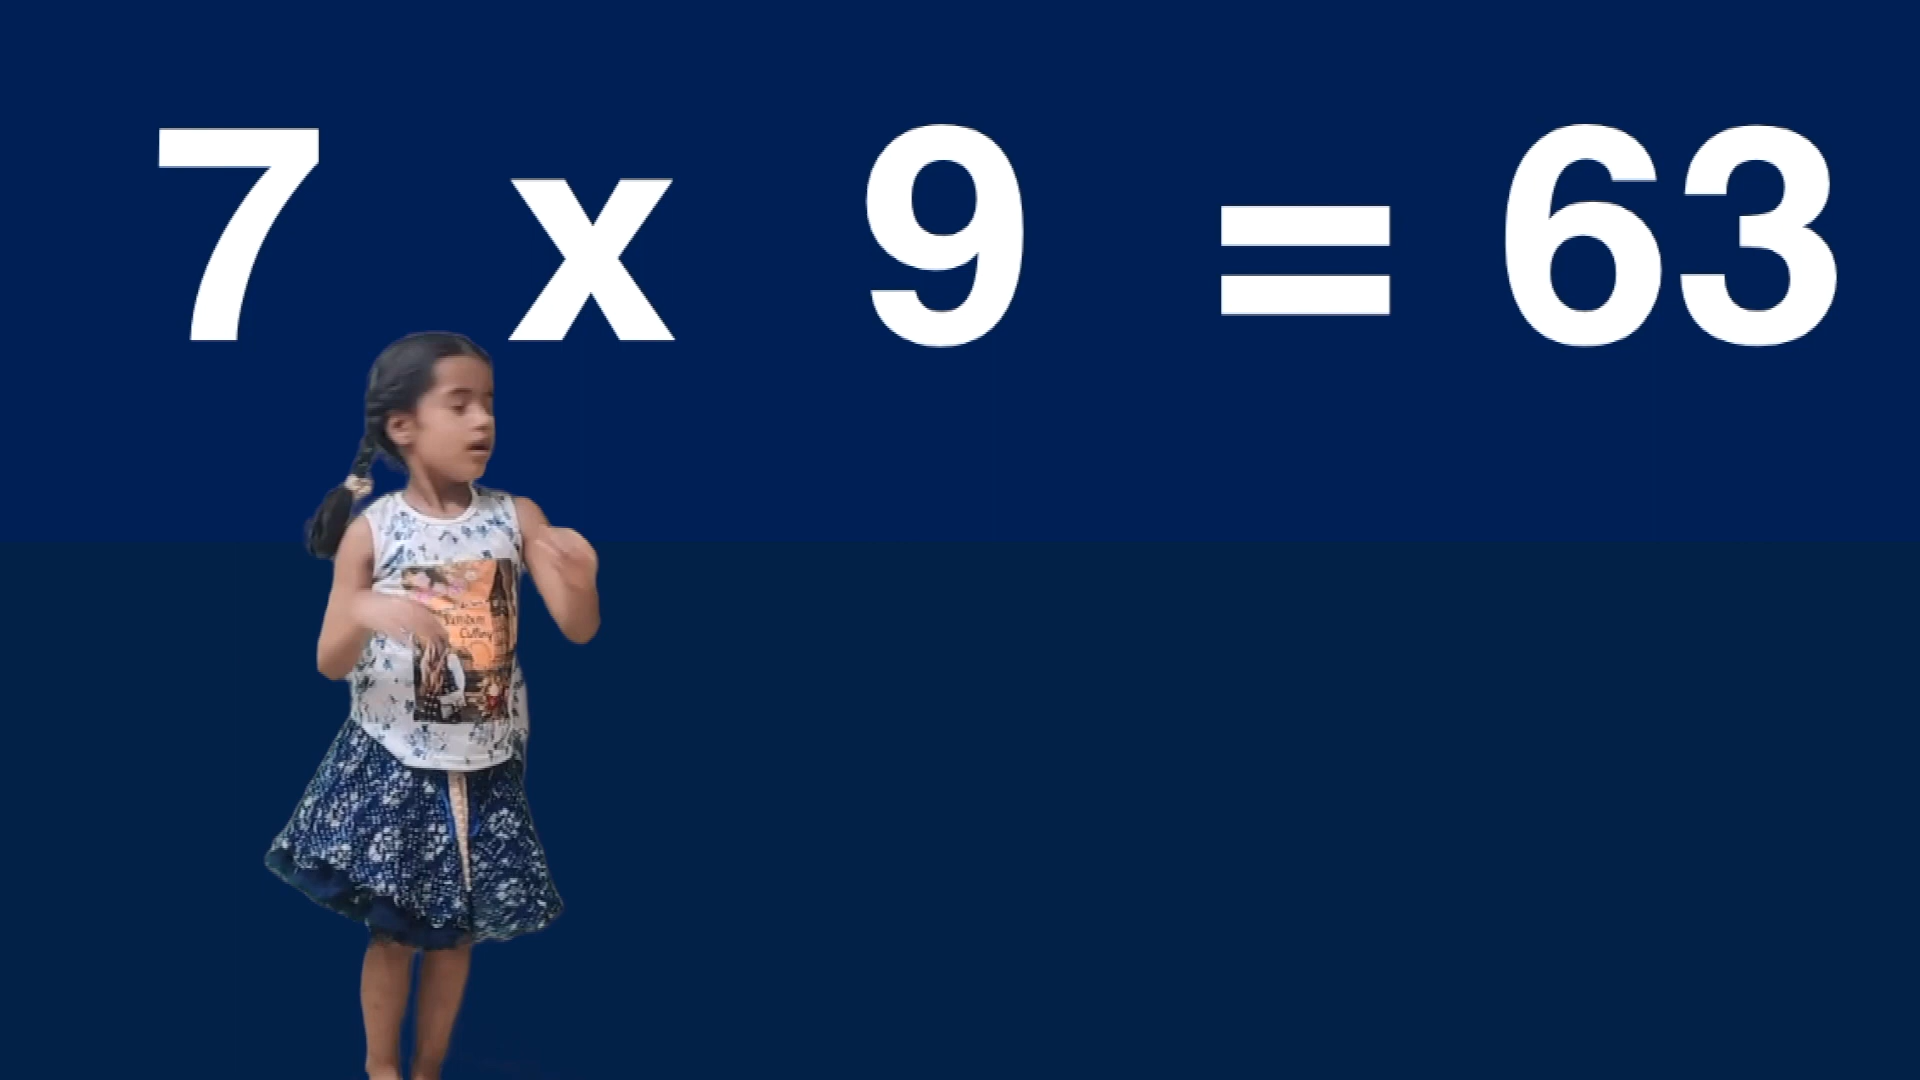 7 x 9 = 63